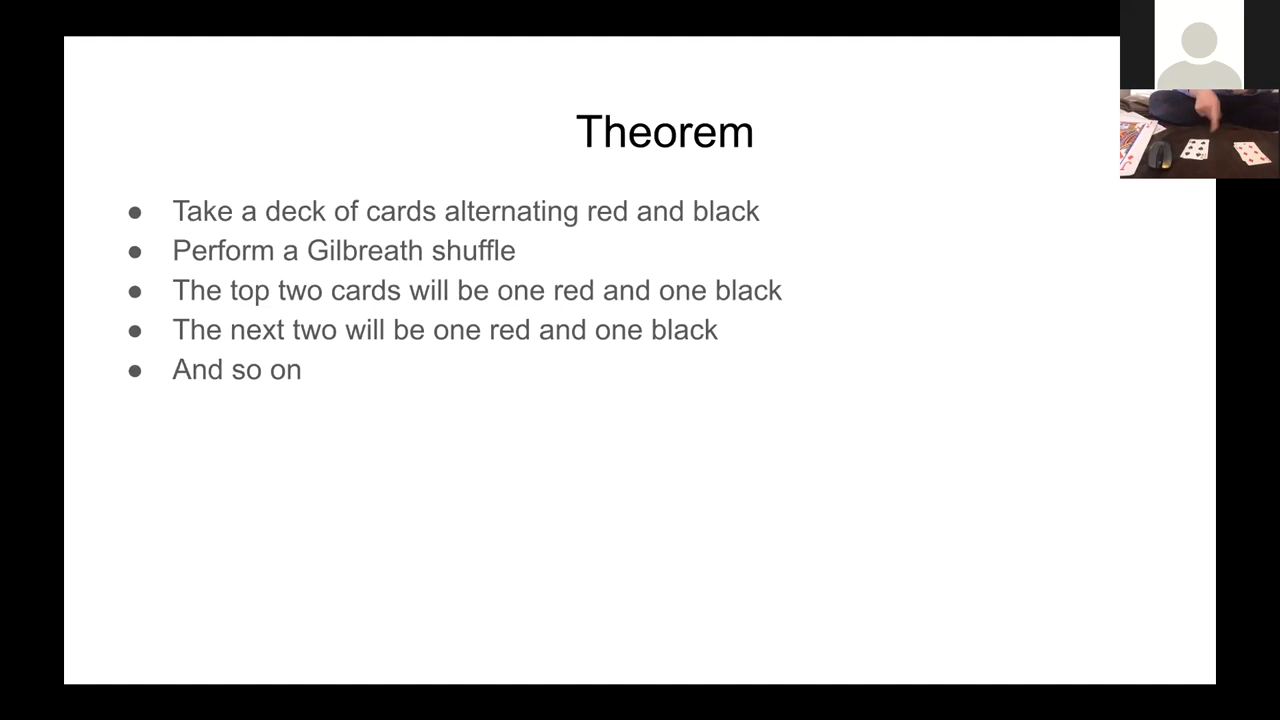 Theorem
● Take a deck of cards alternating red and black
● Perform a Gilbreath shuffle
● The top two cards will be one red and one black
● The next two will be one red and one black
● And so on